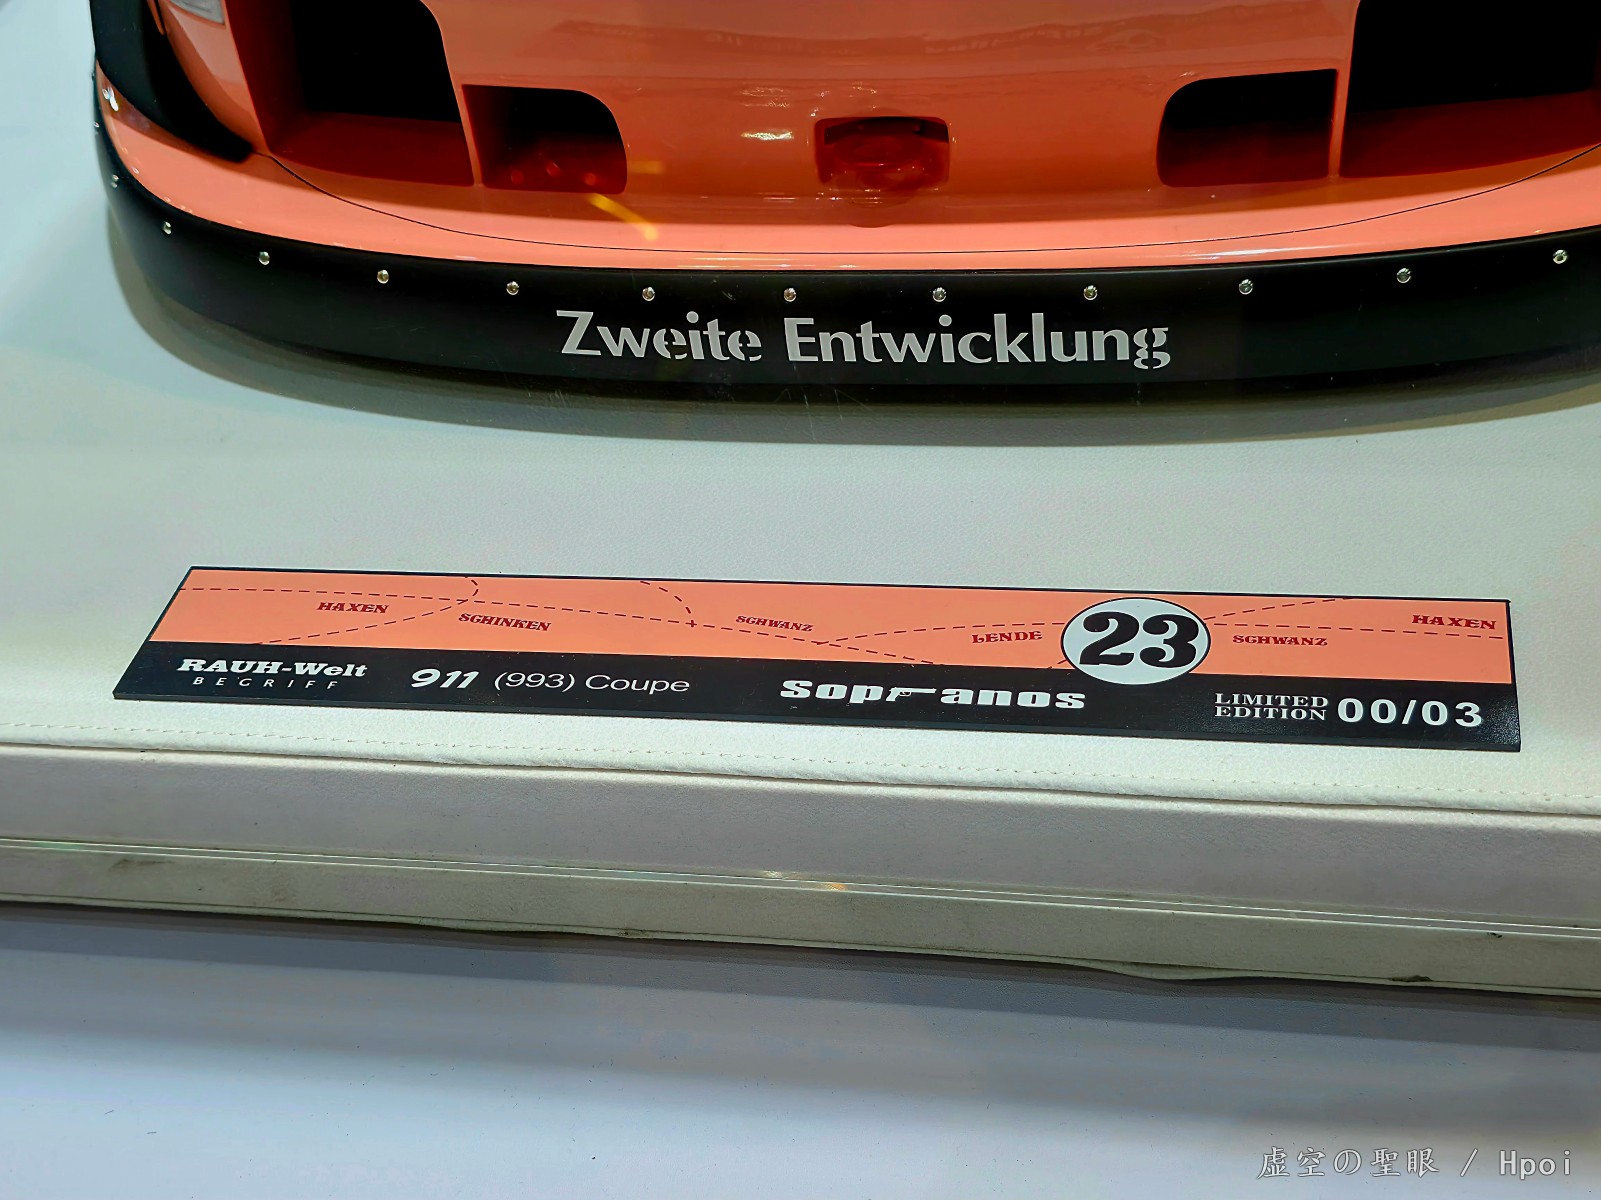 Zweite Entwicklung
HAXEN
SCHINKEN
SCHWANZ
LENDE
23
SCHWANZ
HAXEN
RAUH-Welt
BEGRIFF
911 (993) Coupe
Sopranos
LIMITED
EDITION 00/03
虚空の聖眼 / Hpoi